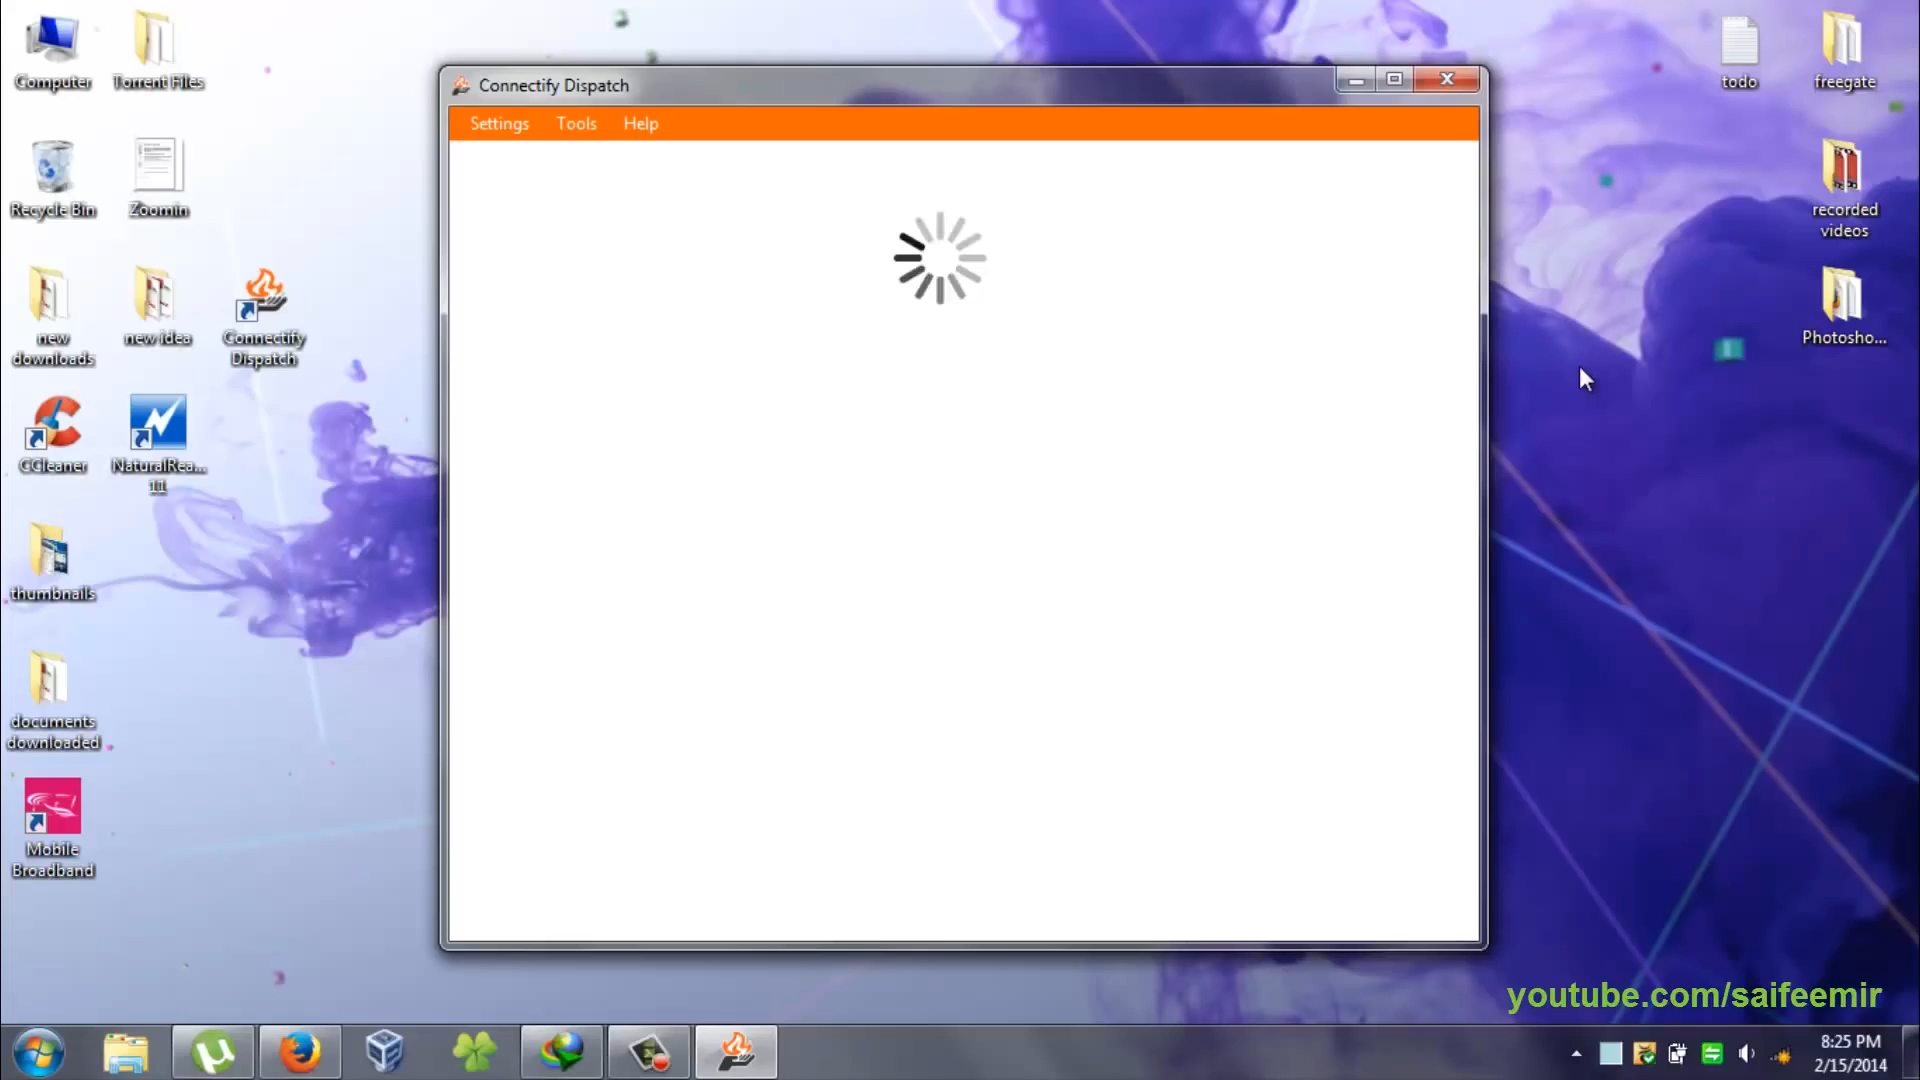 Computer
Torrent Files
Recycle Bin
Zoomin
new
downloads
new idea
Connectify
Dispatch
CCleaner
NaturalRea...
11
thumbnails
documents
downloaded
Mobile
Broadband
Connectify Dispatch
Settings Tools Help
todo
freegate
recorded
videos
Photosho...
youtube.com/saifeemir
8:25 PM
2/15/2014